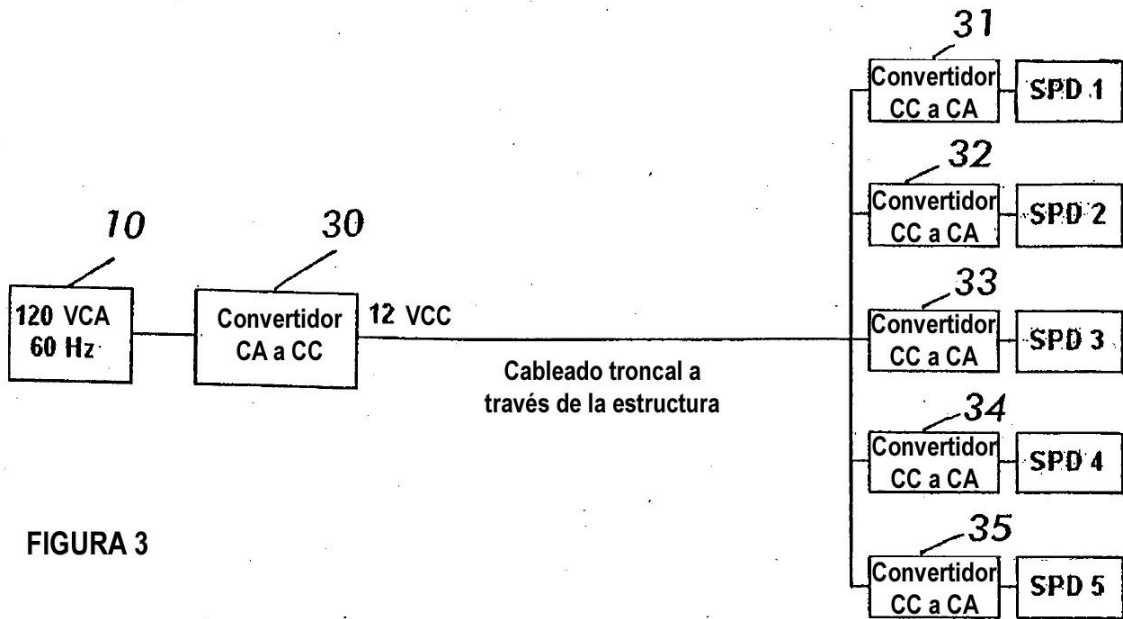 31
Convertidor
CC a CA
SPD 1
32
Convertidor
CC a CA
SPD 2
10
30
120 VCA
60 Hz
Convertidor
CA a CC
12 VCC
Cableado troncal a
través de la estructura
33
Convertidor
CC a CA
SPD 3
34
Convertidor
CC a CA
SPD 4
FIGURA 3
35
Convertidor
CC a CA
SPD 5